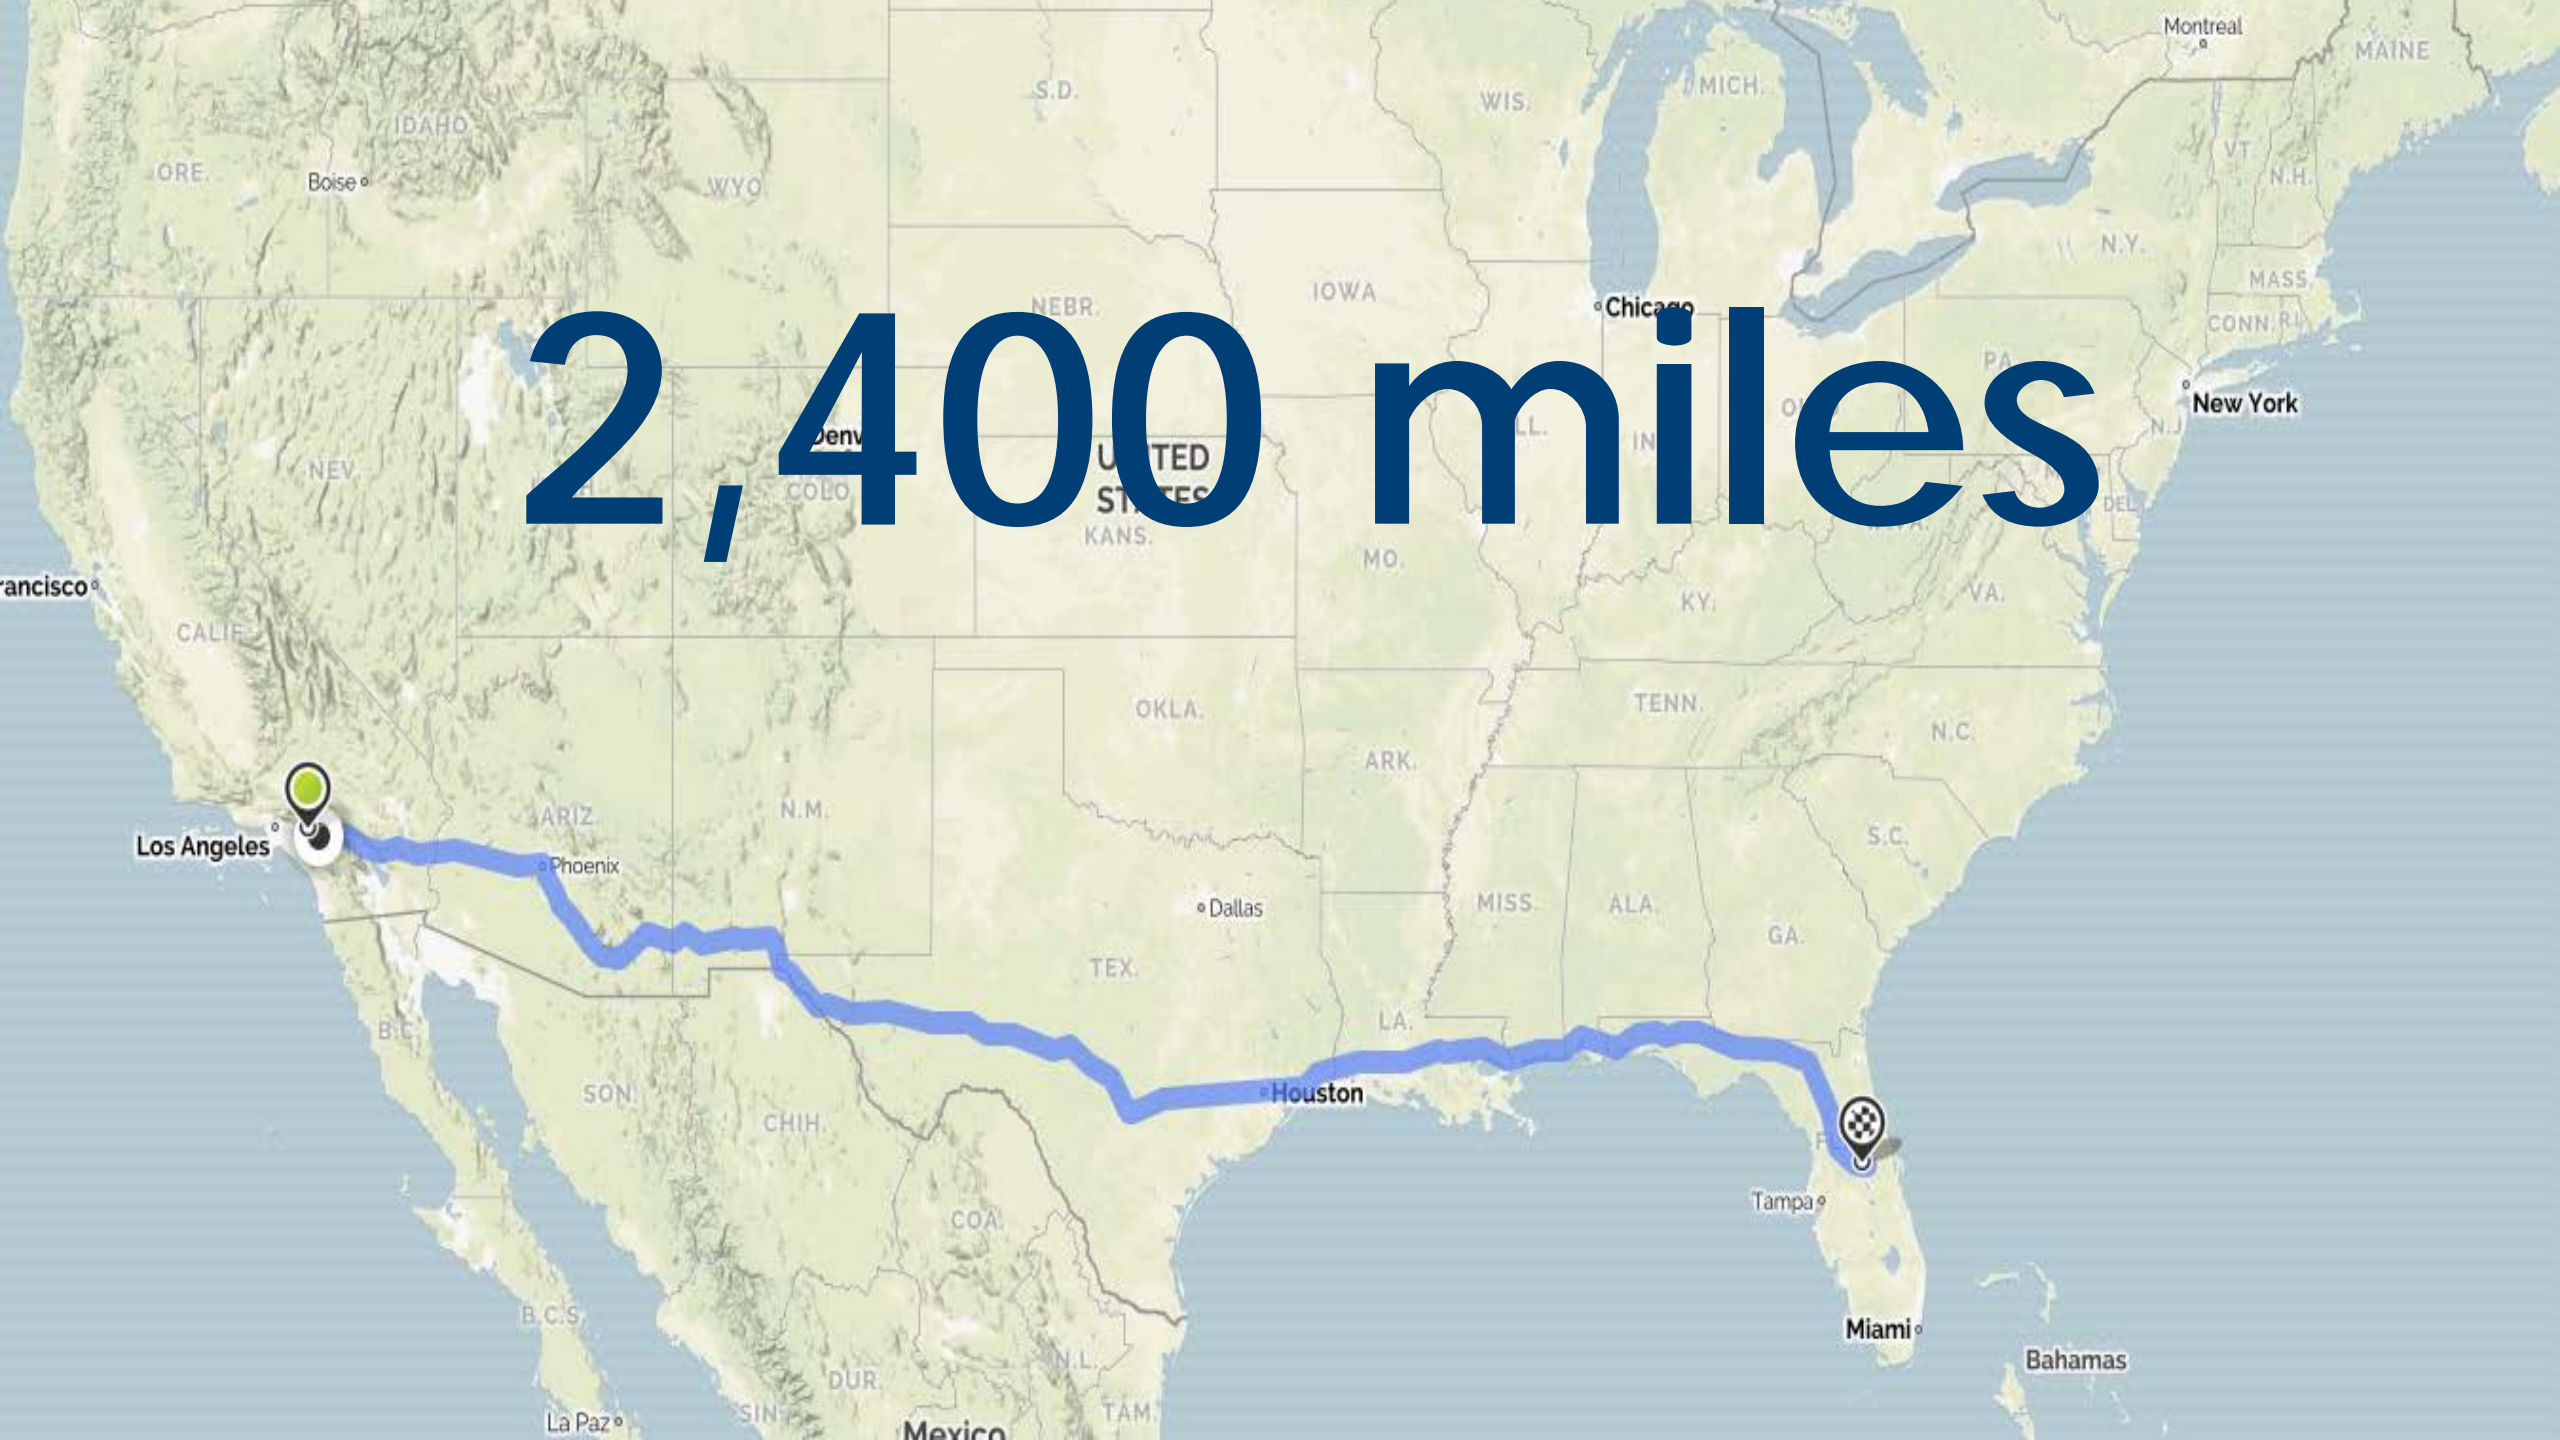 Montreal
MAINE
MICH.
S.D.
WIS.
IDAHO
VT
ORE.
N.H.
Boise
WYO
N.Y.
MASS.
IOWA
NEBR.
Chicago
CONN.
R.I.
PA.
2,400 miles
New York
N.J.
UNITED
STATES
NEV.
COLO
DEL.
KANS.
MO.
rancisco
VA.
KY.
CALIF.
TENN.
OKLA.
N.C.
ARK.
N.M.
ARIZ.
S.C.
Los Angeles
Phoenix
MISS.
ALA.
Dallas
GA.
TEX.
LA.
B.C.
SON.
Houston
CHIH.
Tampa
COA.
B.C.S.
Miami
Bahamas
N.L.
DUR.
SIN.
TAM.
La Paz
Mexico